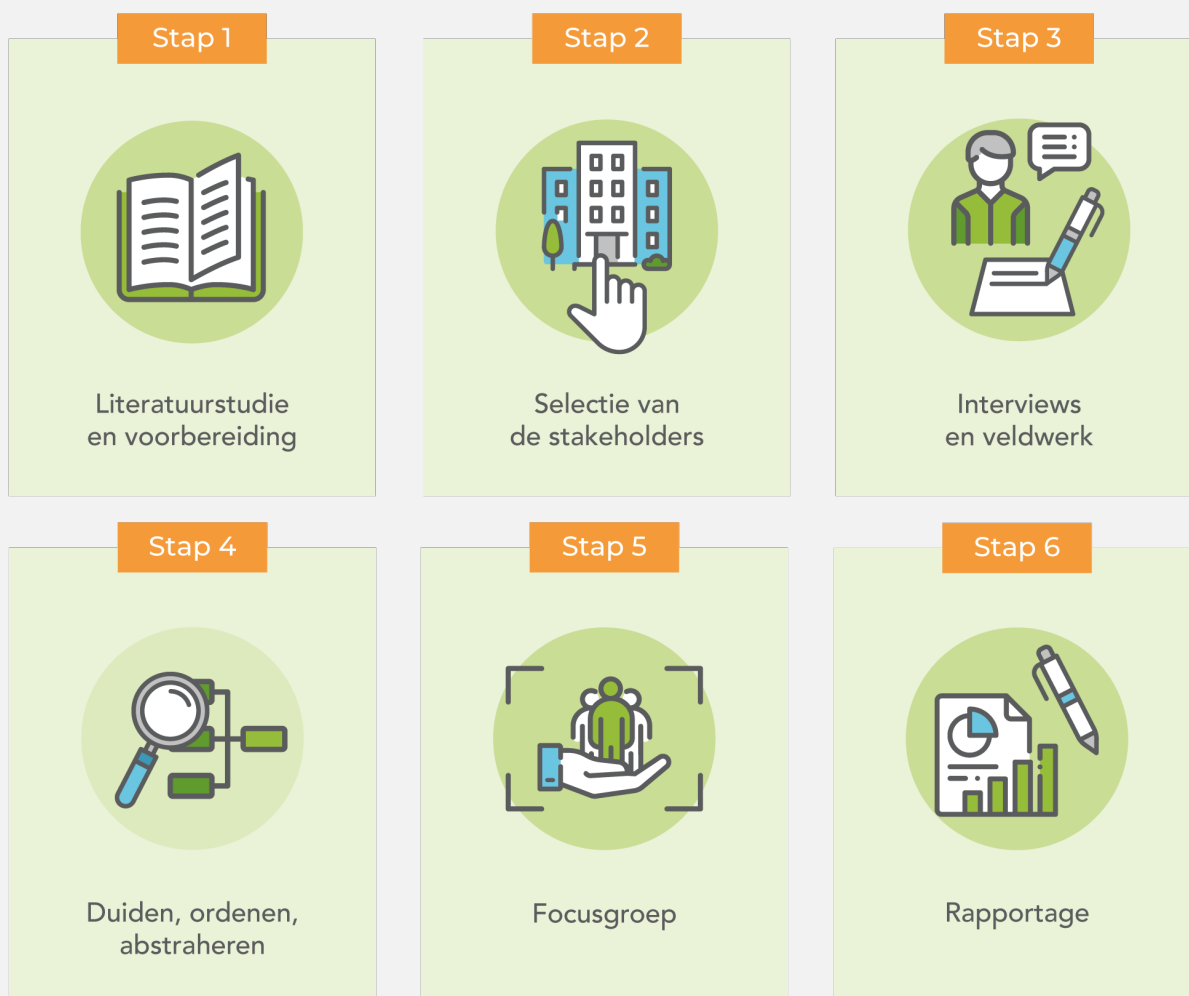 Stap 1
Literatuurstudie
en voorbereiding
Stap 2
Selectie van
de stakeholders
Stap 3
Interviews
en veldwerk
Stap 4
Duiden, ordenen,
abstraheren
Stap 5
Focusgroep
Stap 6
Rapportage